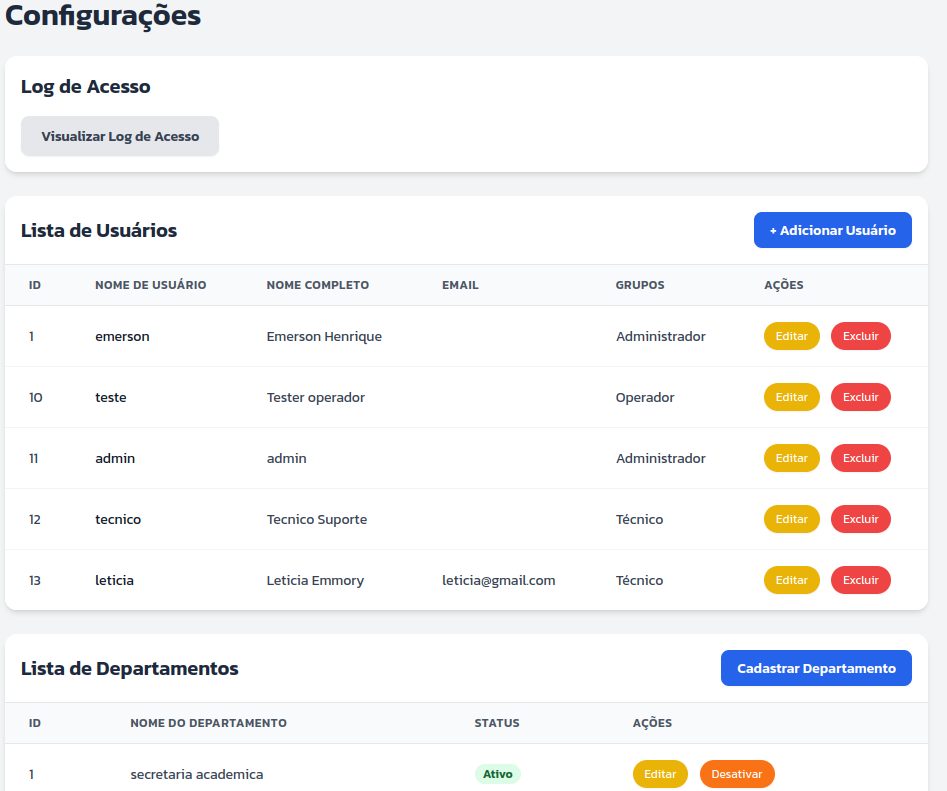 Configurações
Log de Acesso
Visualizar Log de Acesso
Lista de Usuários
+ Adicionar Usuário
ID NOME DE USUÁRIO NOME COMPLETO EMAIL GRUPOS AÇÕES
1 emerson Emerson Henrique Administrador Editar Excluir
10 teste Tester operador Operador Editar Excluir
11 admin admin Administrador Editar Excluir
12 tecnico Tecnico Suporte Técnico Editar Excluir
13 leticia Leticia Emmory leticia@gmail.com Técnico Editar Excluir
Lista de Departamentos
Cadastrar Departamento
ID NOME DO DEPARTAMENTO STATUS AÇÕES
1 secretaria academica Ativo Editar Desativar